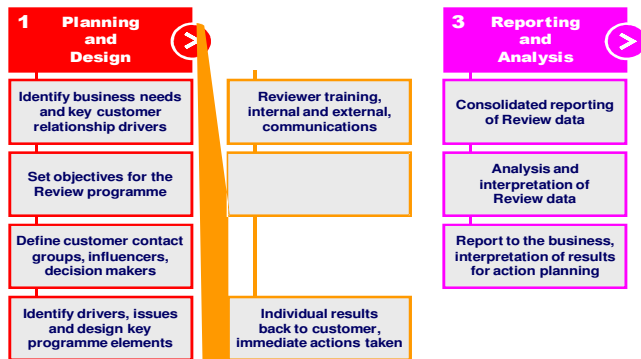 1 Planning
and
Design
Identify business needs
and key customer
relationship drivers
Set objectives for the
Review programme
Define customer contact
groups, influencers,
decision makers
Identify drivers, issues
and design key
programme elements
Reviewer training,
internal and external,
communications
Individual results
back to customer,
immediate actions taken
3 Reporting
and
Analysis
Consolidated reporting
of Review data
Analysis and
interpretation of
Review data
Report to the business,
interpretation of results
for action planning